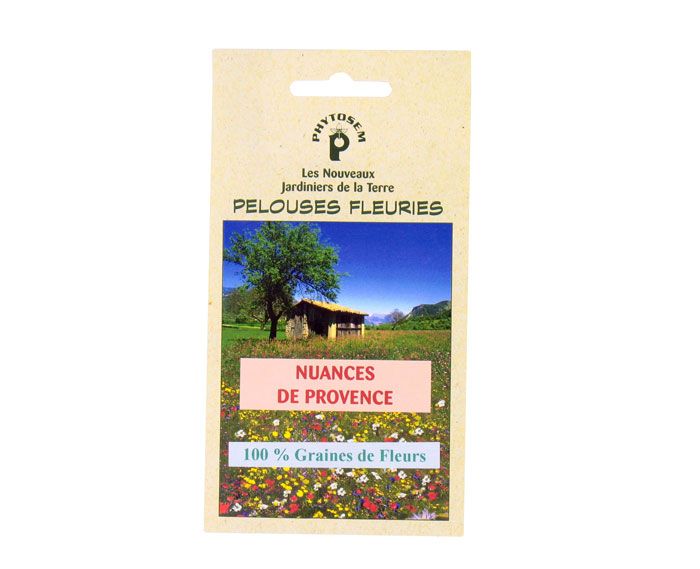 PHYTOSEM
P
Les Nouveaux
Jardiniers de la Terre
PELOUSES FLEURIES
NUANCES
DE PROVENCE
100 % Graines de Fleurs